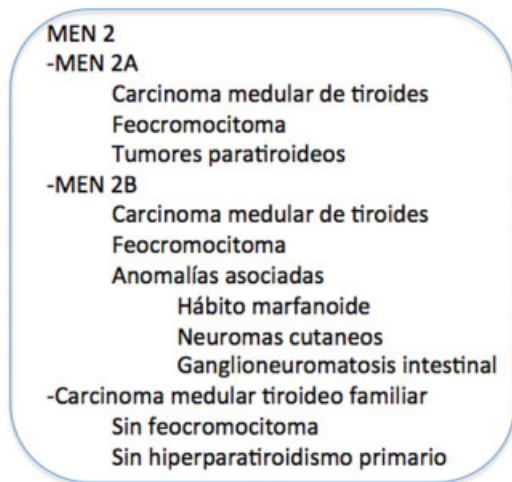 MEN 2
-MEN 2A
Carcinoma medular de tiroides
Feocromocitoma
Tumores paratiroideos
-MEN 2B
Carcinoma medular de tiroides
Feocromocitoma
Anomalías asociadas
Hábito marfanoide
Neuromas cutaneos
Ganglioneuromatosis intestinal
-Carcinoma medular tiroideo familiar
Sin feocromocitoma
Sin hiperparatiroidismo primario